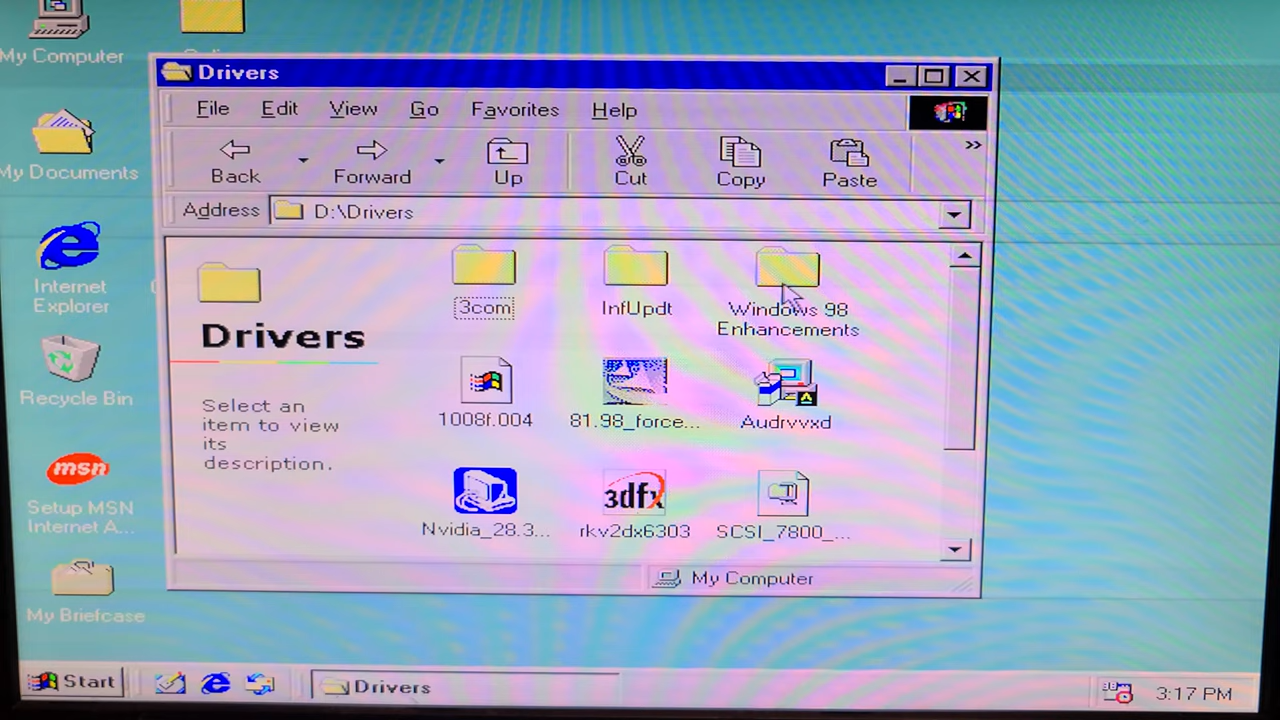 My Computer
Drivers
File Edit View Go Favorites Help
Back Forward Up Cut Copy Paste
»
Address D:\Drivers
My Documents
Internet
Explorer
Recycle Bin
msn
Setup MSN
Internet A...
My Briefcase
Drivers
Select an
item to view
its
description.
3com
InfUpdt
Windows 98
Enhancements
1008f.004
81.98_force...
Audrvvxd
Nvidia_28.3...
3dfx
rkv2dx6303
SCSI_7800_...
My Computer
Start
Drivers
3:17 PM